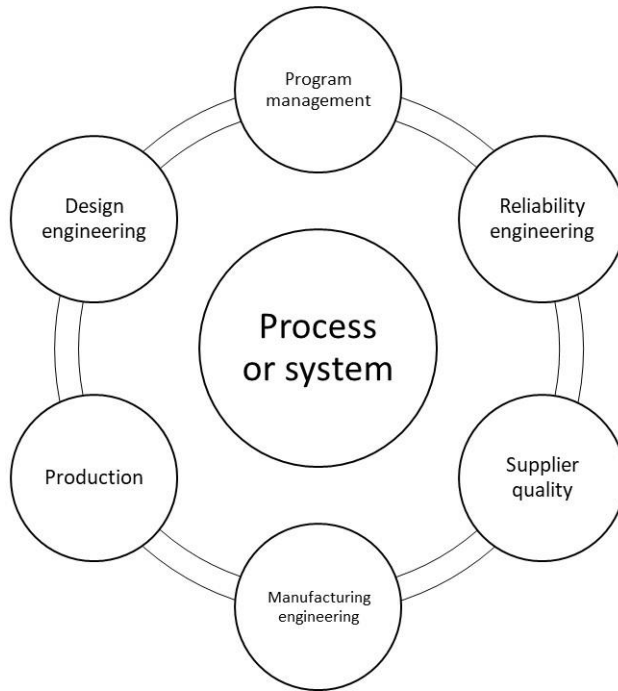 Program
management
Design
engineering
Reliability
engineering
Process
or system
Production
Supplier
quality
Manufacturing
engineering